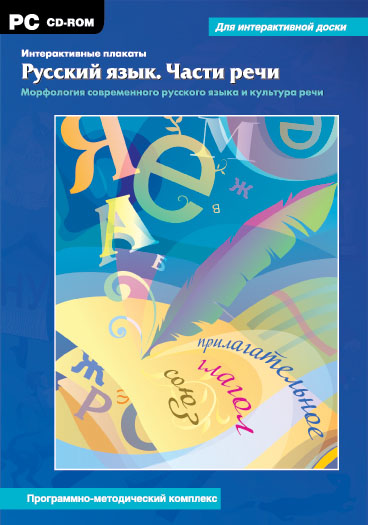 PC CD-ROM
Для интерактивной доски
Интерактивные плакаты
Русский язык. Части речи
Морфология современного русского языка и культура речи
Я Е М Ə
Ж
А в
Б
С
Ж
З
Ж Р С
прилагательное
глагол
союз
Программно-методический комплекс